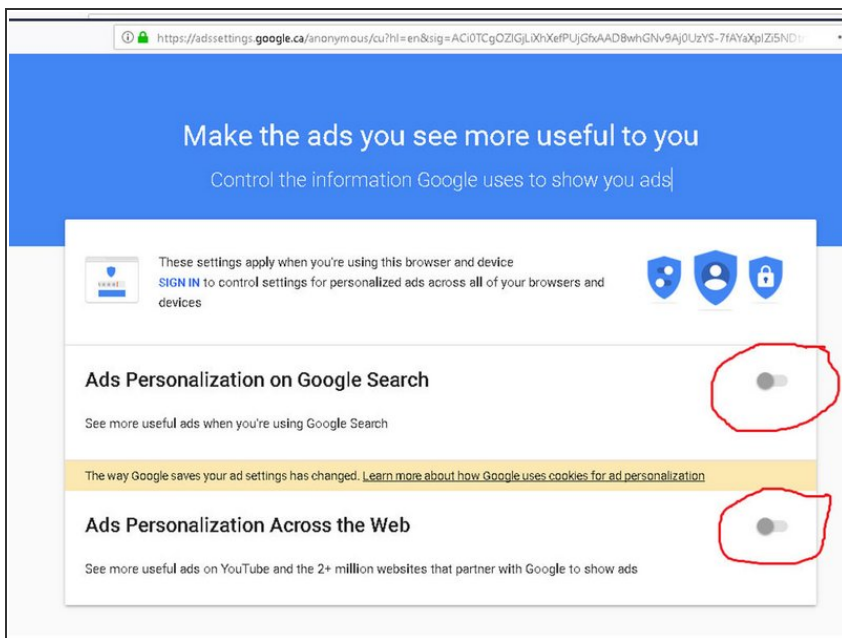 https://adssettings.google.ca/anonymous/cu?hl=en&sig=
Make the ads you see more useful to you
Control the information Google uses to show you ads
These settings apply when you're using this browser and device
SIGN IN to control settings for personalized ads across all of your browsers and
devices
Ads Personalization on Google Search
See more useful ads when you're using Google Search
The way Google saves your ad settings has changed. Learn more about how Google uses cookies for ad personalization
Ads Personalization Across the Web
See more useful ads on YouTube and the 2+ million websites that partner with Google to show ads